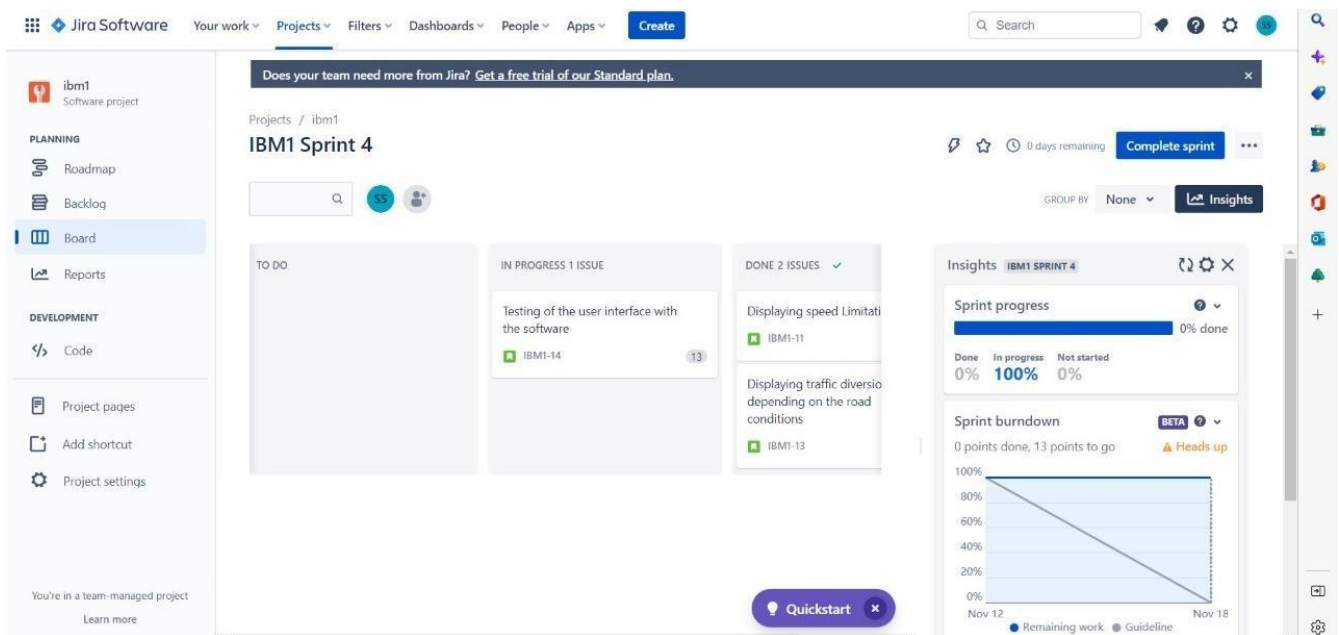 Jira Software Your work Projects Filters Dashboards People Apps Create Search SS
Does your team need more from Jira? Get a free trial of our Standard plan.
ibm1
Software project
PLANNING
Roadmap
Backlog
Board
Reports
DEVELOPMENT
Code
Project pages
Add shortcut
Project settings
You're in a team-managed project
Learn more
Projects / ibm1
IBM1 Sprint 4
0 days remaining Complete sprint
SS
GROUP BY None Insights
TO DO
IN PROGRESS 1 ISSUE
Testing of the user interface with
the software
IBM1-14 13
DONE 2 ISSUES
Displaying speed Limitati
IBM1-11
Displaying traffic diversio
depending on the road
conditions
IBM1-13
Insights IBM1 SPRINT 4
Sprint progress
0% done
Done In progress Not started
0% 100% 0%
Sprint burndown BETA
0 points done, 13 points to go Heads up
100%
80%
60%
40%
20%
0%
Nov 12 Nov 18
Remaining work Guideline
Quickstart